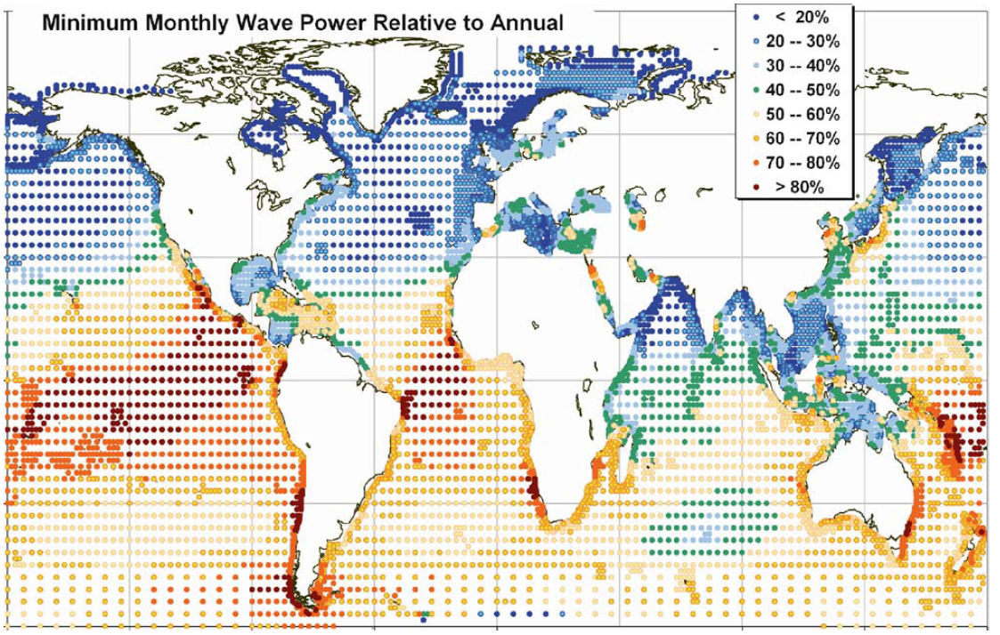 Minimum Monthly Wave Power Relative to Annual
< 20%
20 -- 30%
30 -- 40%
40 -- 50%
50 -- 60%
60 -- 70%
70 -- 80%
> 80%